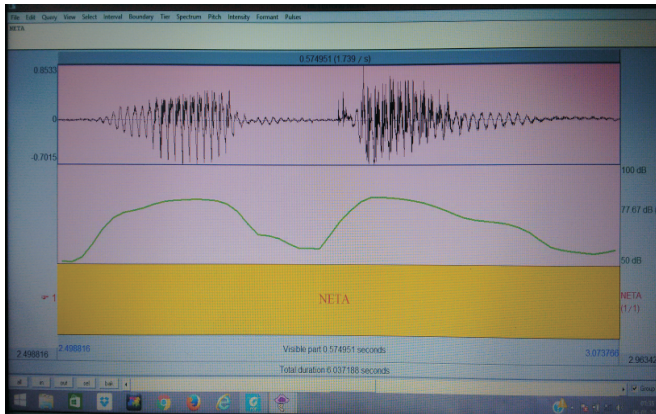 File Edit Query View Select Interval Boundary Tier Spectrum Pitch Intensity Formant Pulses
NETA
0.574951 (1.739 / s)
0.8533
0
-0.7015
100 dB
77.67 dB
50 dB
1
NETA
NETA
(1/1)
2.498816
2.498816
Visible part 0.574951 seconds
3.073768
2.96342
Total duration 6.037188 seconds
all in out sel bak
Group